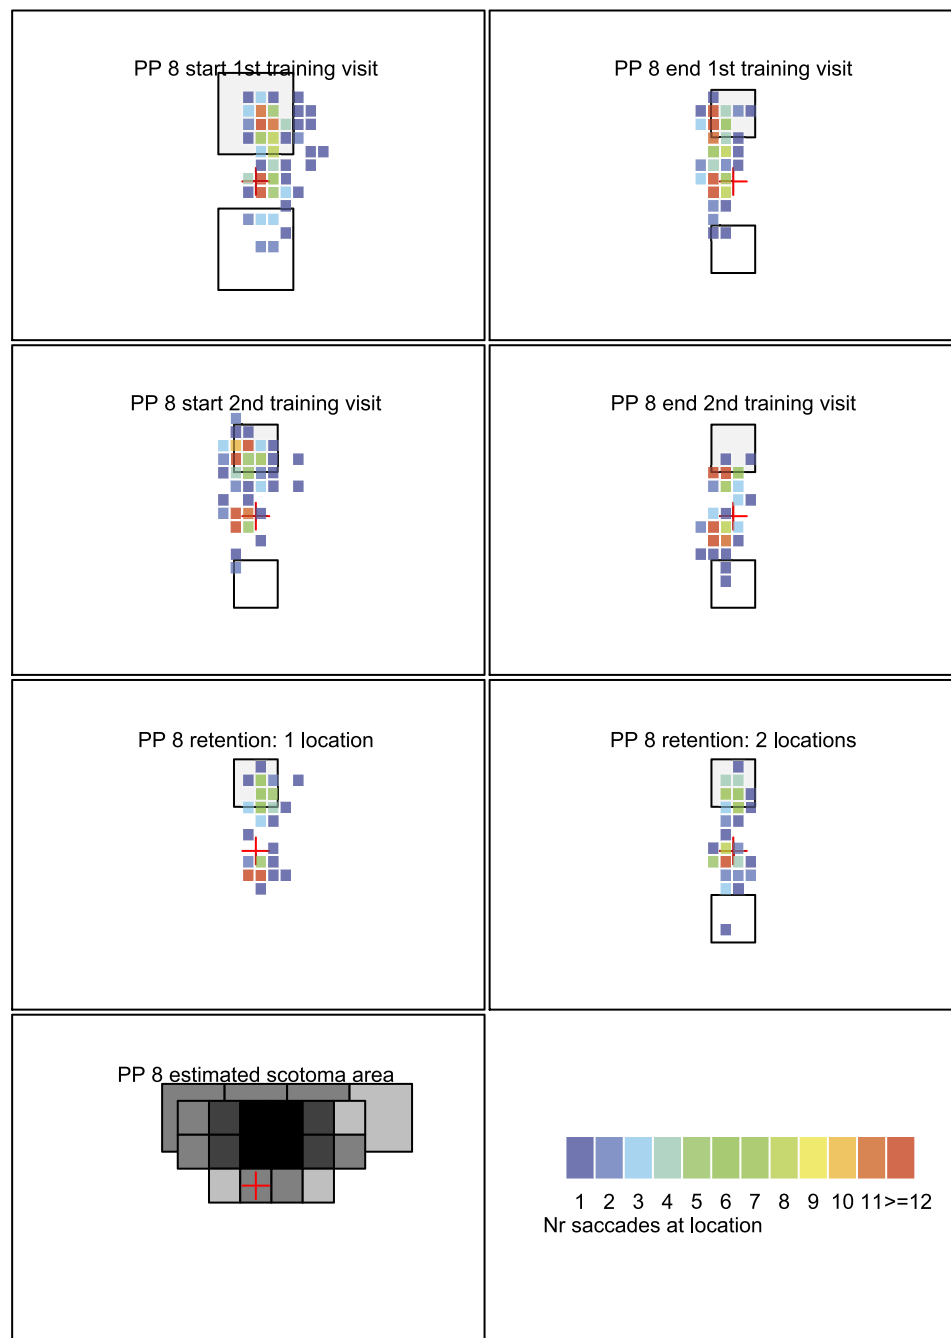 PP 8 start 1st training visit
PP 8 end 1st training visit
PP 8 start 2nd training visit
PP 8 end 2nd training visit
PP 8 retention: 1 location
PP 8 retention: 2 locations
PP 8 estimated scotoma area
1 2 3 4 5 6 7 8 9 10 11>=12
Nr saccades at location